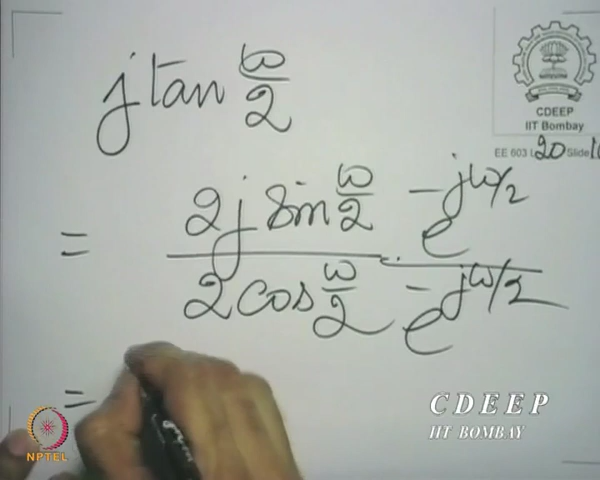 j tan ω/2
CDEEP
IIT Bombay
EE 603 L 20 Slide
= 2j sin ω/2 / 2 cos ω/2 · e^(-jω/2) / e^(-jω/2)
=
CDEEP
IIT BOMBAY
NPTEL